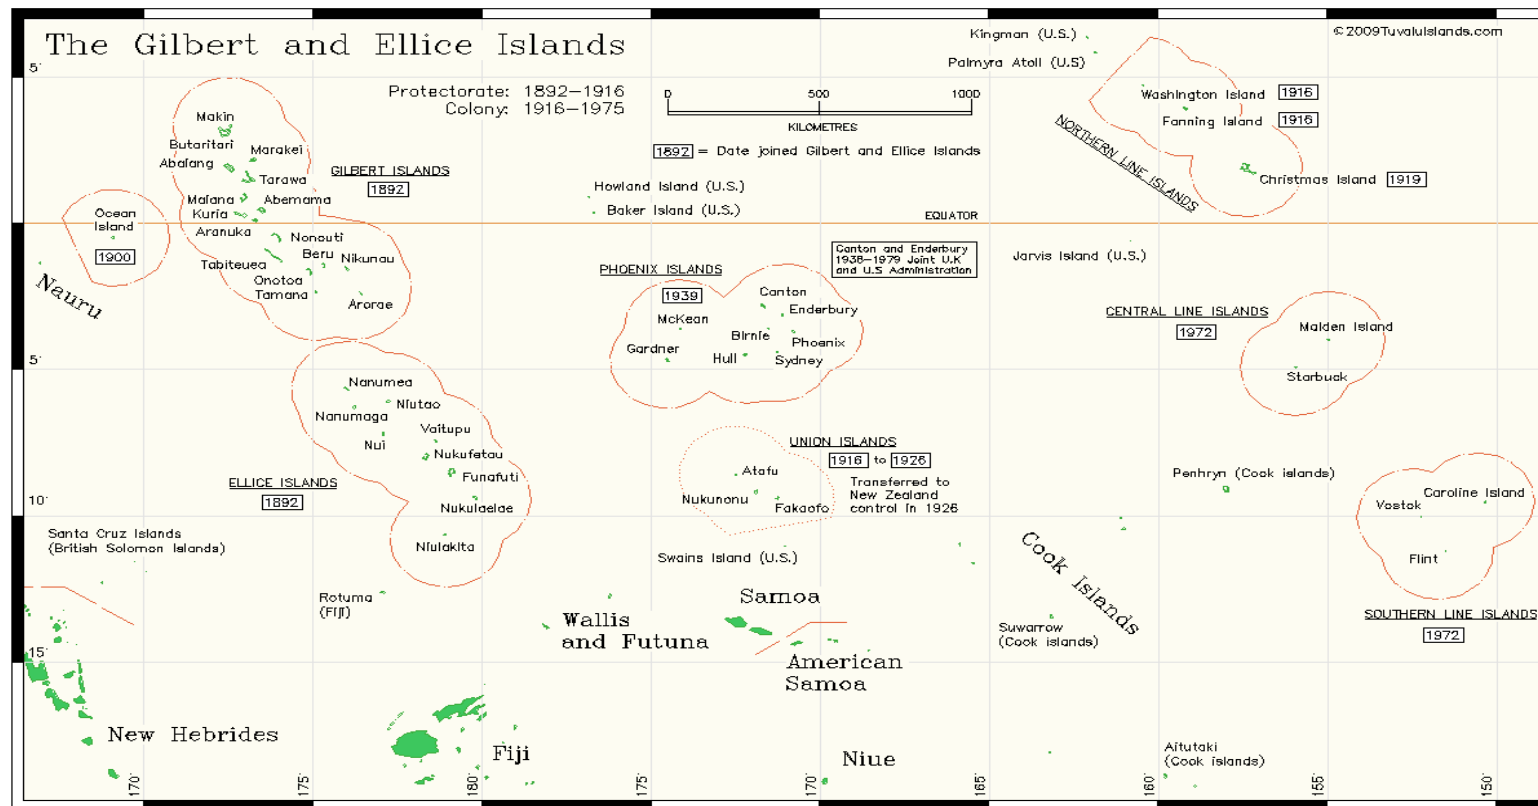 The Gilbert and Ellice Islands
Protectorate: 1892-1916
Colony: 1916-1975
0 500 1000
KILOMETRES
1892 = Date joined Gilbert and Ellice Islands
©2009TuvaluIslands.com
Kingman (U.S.)
Palmyra Atoll (U.S)
Washington Island 1916
Fanning Island 1916
NORTHERN LINE ISLANDS
Christmas Island 1919
5°
Makin
Butaritari
Marakei
Abaiang
Tarawa
GILBERT ISLANDS
1892
Maiana
Abemama
Kuria
Aranuka
Ocean
Island
1900
Nonouti
Beru
Nikunau
Tabiteuea
Onotoa
Tamana
Arorae
Nauru
Howland Island (U.S.)
Baker Island (U.S.)
EQUATOR
Canton and Enderbury
1938-1979 Joint U.K
and U.S Administration
Jarvis Island (U.S.)
PHOENIX ISLANDS
1939
Canton
Enderbury
McKean
Birnie
Phoenix
Gardner
Hull
Sydney
CENTRAL LINE ISLANDS
1972
Malden Island
Starbuck
5°
Nanumea
Niutao
Nanumaga
Vaitupu
Nui
Nukufetau
Funafuti
ELLICE ISLANDS
1892
Nukulaelae
Niulakita
UNION ISLANDS
1916 to 1926
Atafu
Nukunonu
Fakaofo
Transferred to
New Zealand
control in 1926
Penhryn (Cook islands)
Caroline Island
Vostok
Flint
SOUTHERN LINE ISLANDS
1972
10°
Santa Cruz Islands
(British Solomon Islands)
Swains Island (U.S.)
Cook Islands
Rotuma
(Fiji)
Wallis
and Futuna
Samoa
American
Samoa
Suwarrow
(Cook islands)
15°
New Hebrides
Fiji
Niue
Aitutaki
(Cook islands)
170° 175° 180° 175° 170° 165° 160° 155° 150°